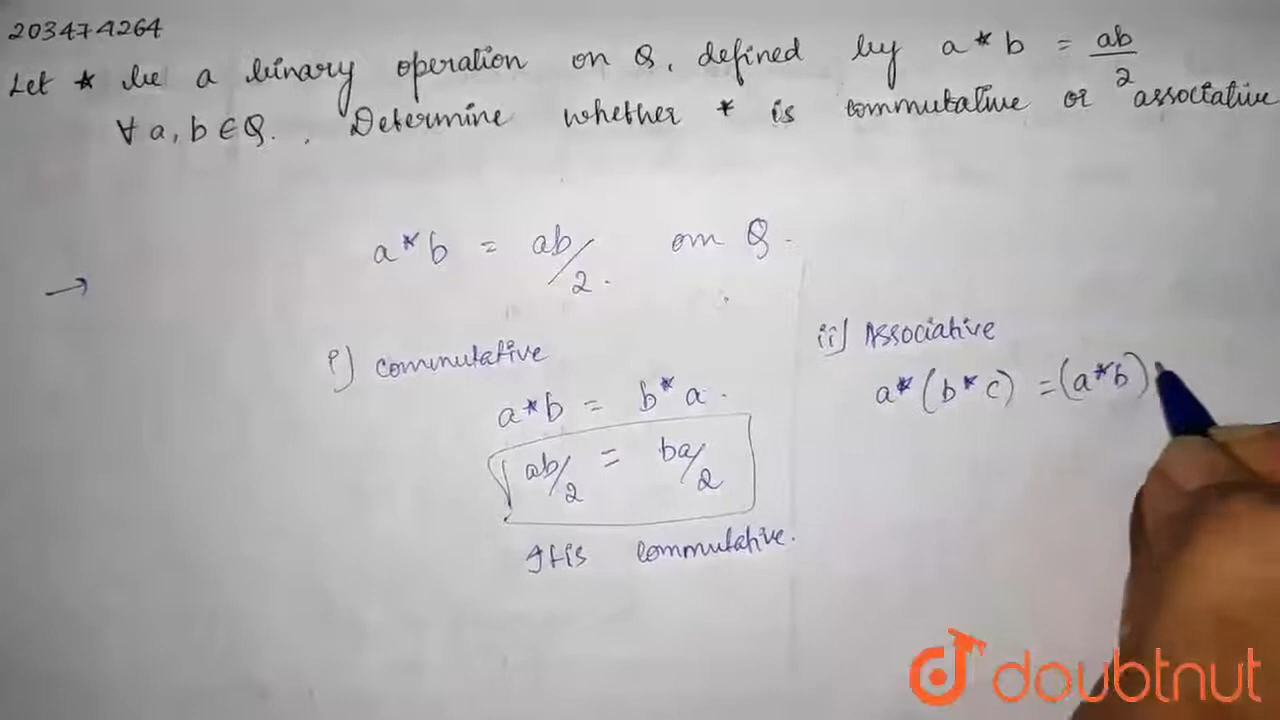 203474264
Let * be a binary operation on Q, defined by a * b = ab/2
∀ a, b ∈ Q. Determine whether * is commutative or associative
→ a * b = ab/2. on Q.
i) commutative
a * b = b * a.
ab/2 = ba/2
It is commutative.
ii) Associative
a * (b * c) = (a * b)
doubtnut